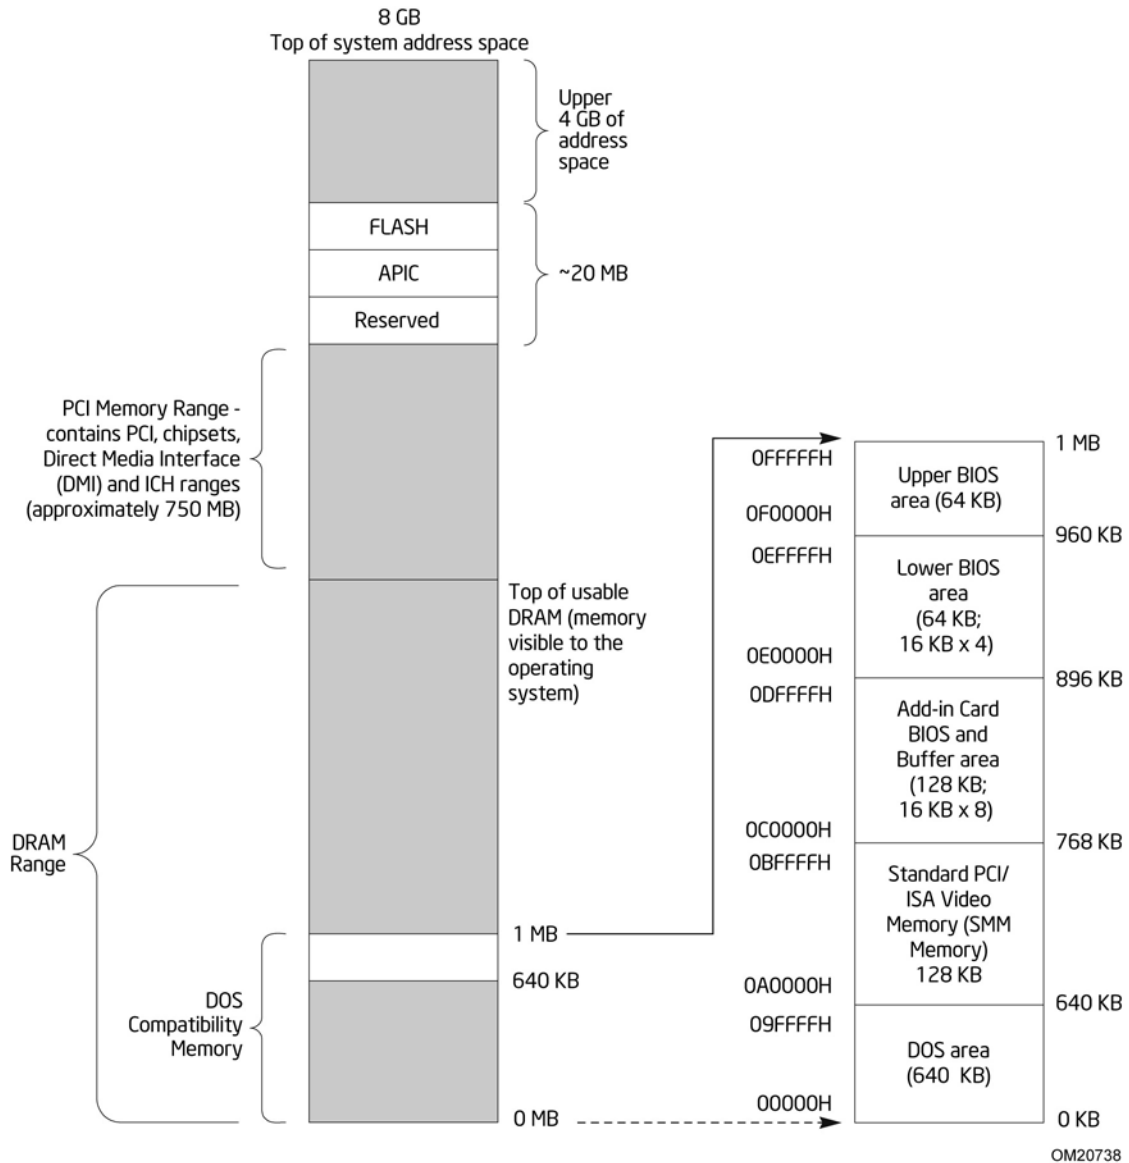 8 GB
Top of system address space
Upper
4 GB of
address
space
FLASH
APIC
~20 MB
Reserved
PCI Memory Range -
contains PCI, chipsets,
Direct Media Interface
(DMI) and ICH ranges
(approximately 750 MB)
Top of usable
DRAM (memory
visible to the
operating
system)
DRAM
Range
1 MB
640 KB
DOS
Compatibility
Memory
0 MB
0FFFFFH
1 MB
Upper BIOS
area (64 KB)
0F0000H
960 KB
0EFFFFH
Lower BIOS
area
(64 KB;
16 KB x 4)
0E0000H
896 KB
0DFFFFH
Add-in Card
BIOS and
Buffer area
(128 KB;
16 KB x 8)
0C0000H
768 KB
0BFFFFH
Standard PCI/
ISA Video
Memory (SMM
Memory)
128 KB
0A0000H
640 KB
09FFFFH
DOS area
(640 KB)
00000H
0 KB
OM20738